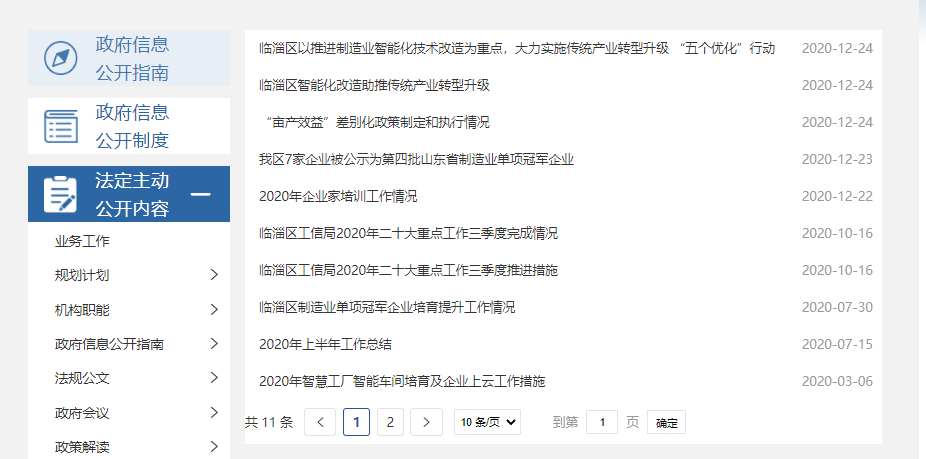 政府信息
公开指南
政府信息
公开制度
法定主动
公开内容
业务工作
规划计划
机构职能
政府信息公开指南
法规公文
政府会议
政策解读
临淄区以推进制造业智能化技术改造为重点，大力实施传统产业转型升级 “五个优化”行动 2020-12-24
临淄区智能化改造助推传统产业转型升级 2020-12-24
“亩产效益”差别化政策制定和执行情况 2020-12-24
我区7家企业被公示为第四批山东省制造业单项冠军企业 2020-12-23
2020年企业家培训工作情况 2020-12-22
临淄区工信局2020年二十大重点工作三季度完成情况 2020-10-16
临淄区工信局2020年二十大重点工作三季度推进措施 2020-10-16
临淄区制造业单项冠军企业培育提升工作情况 2020-07-30
2020年上半年工作总结 2020-07-15
2020年智慧工厂智能车间培育及企业上云工作措施 2020-03-06
共 11 条 < 1 2 > 10 条/页 到第 1 页 确定